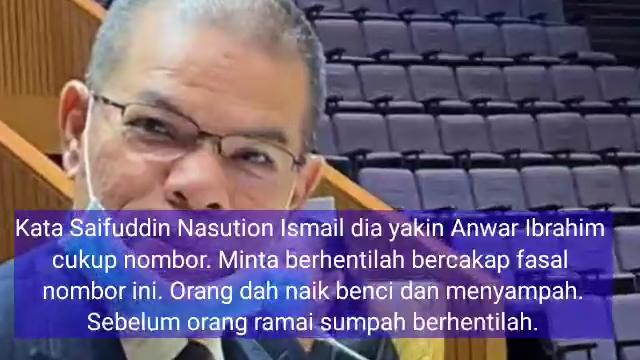 Kata Saifuddin Nasution Ismail dia yakin Anwar Ibrahim
cukup nombor. Minta berhentilah bercakap fasal
nombor ini. Orang dah naik benci dan menyampah.
Sebelum orang ramai sumpah berhentilah.